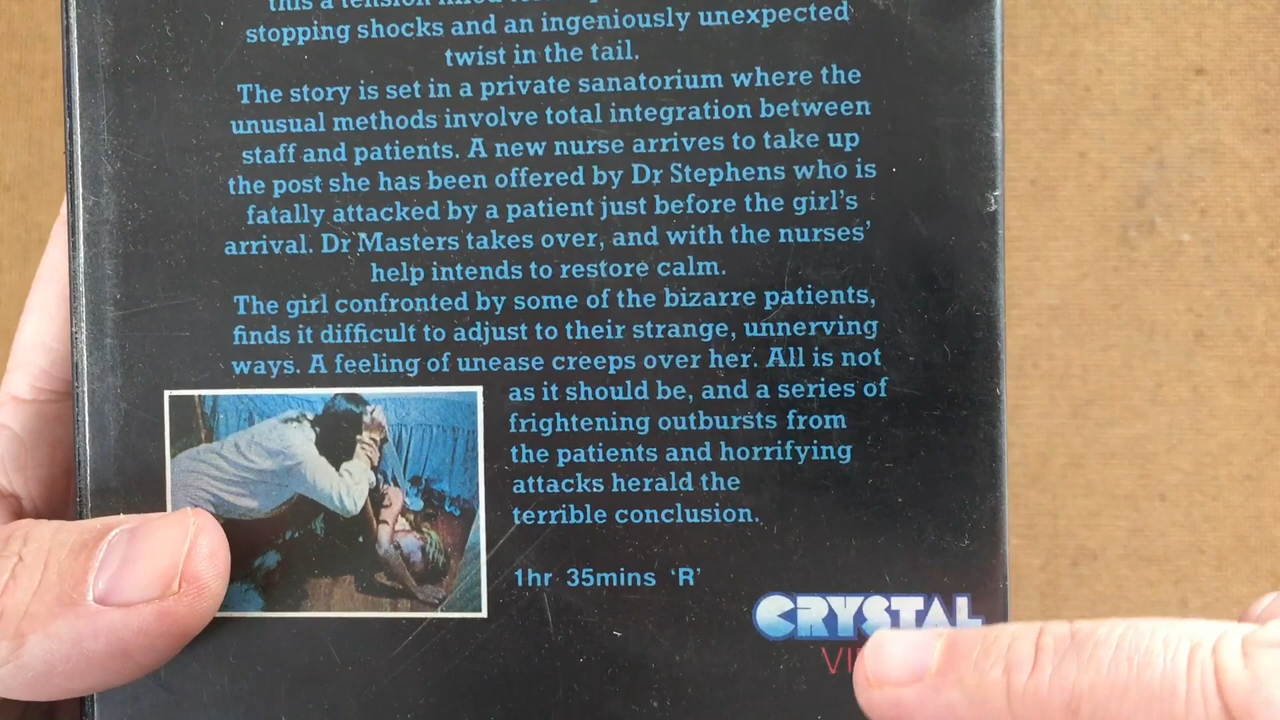 this a tension filled
stopping shocks and an ingeniously unexpected
twist in the tail.
The story is set in a private sanatorium where the
unusual methods involve total integration between
staff and patients. A new nurse arrives to take up
the post she has been offered by Dr Stephens who is
fatally attacked by a patient just before the girl's
arrival. Dr Masters takes over, and with the nurses'
help intends to restore calm.
The girl confronted by some of the bizarre patients,
finds it difficult to adjust to their strange, unnerving
ways. A feeling of unease creeps over her. All is not
as it should be, and a series of
frightening outbursts from
the patients and horrifying
attacks herald the
terrible conclusion.
1hr 35mins 'R'
CRYSTAL